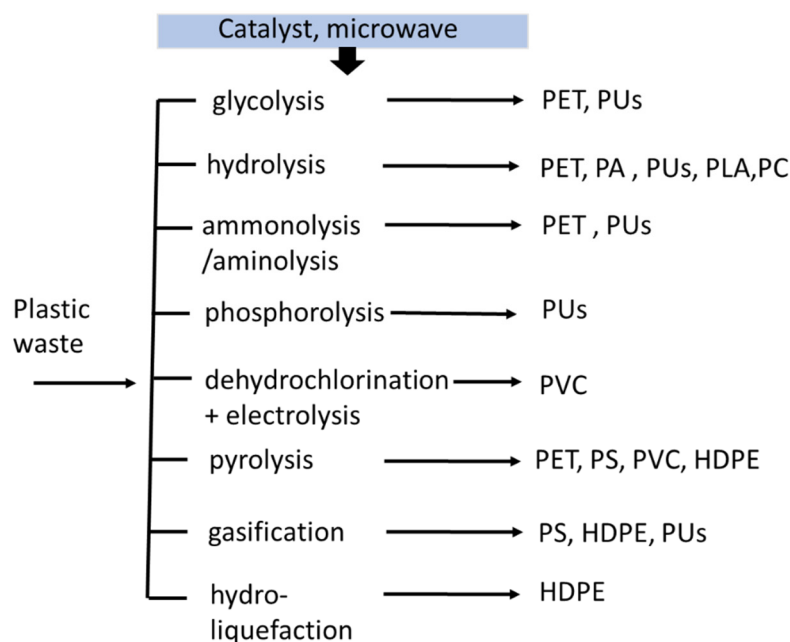 Catalyst, microwave
glycolysis PET, PUs
hydrolysis PET, PA , PUs, PLA,PC
ammonolysis PET , PUs
/aminolysis
Plastic
waste
phosphorolysis PUs
dehydrochlorination PVC
+ electrolysis
pyrolysis PET, PS, PVC, HDPE
gasification PS, HDPE, PUs
hydro- HDPE
liquefaction